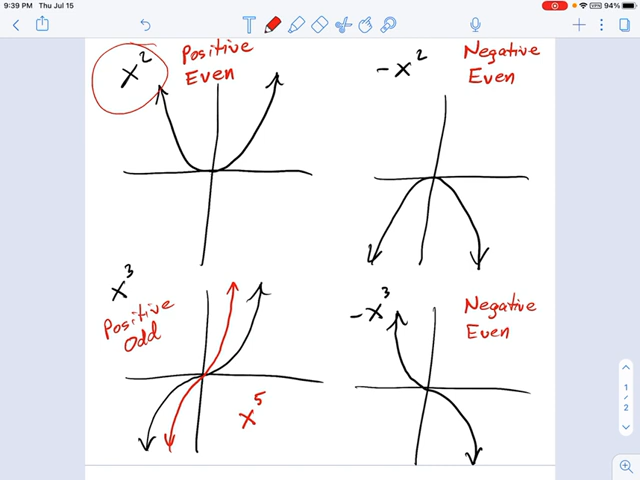 9:39 PM Thu Jul 15
94%
x²
Positive
Even
-x²
Negative
Even
x³
Positive
Odd
x⁵
-x³
Negative
Even
1
/
2